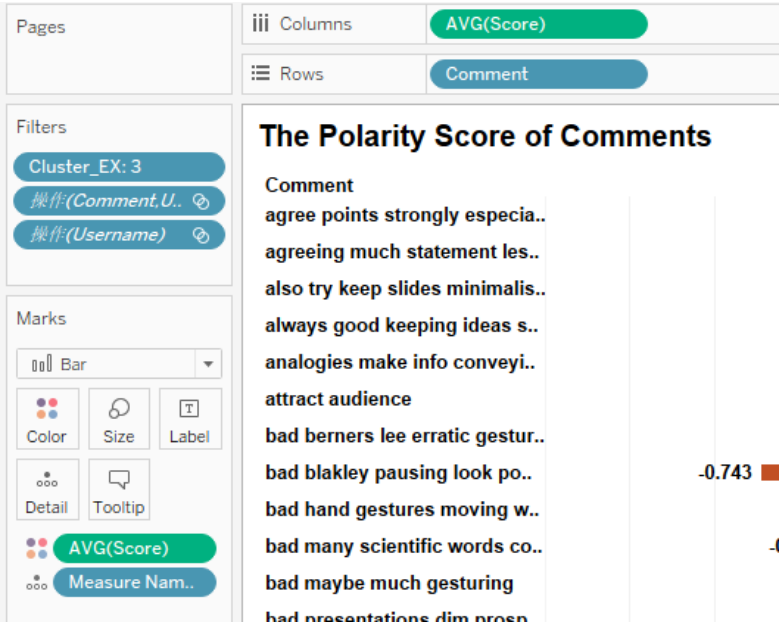 Pages
Columns
AVG(Score)
Rows
Comment
Filters
Cluster_EX: 3
操作(Comment,U..
操作(Username)
Marks
Bar
Color
Size
Label
Detail
Tooltip
AVG(Score)
Measure Nam..
The Polarity Score of Comments
Comment
agree points strongly especia..
agreeing much statement les..
also try keep slides minimalis..
always good keeping ideas s..
analogies make info conveyi..
attract audience
bad berners lee erratic gestur..
bad blakley pausing look po..
-0.743
bad hand gestures moving w..
bad many scientific words co..
bad maybe much gesturing
bad presentations dim prosp..